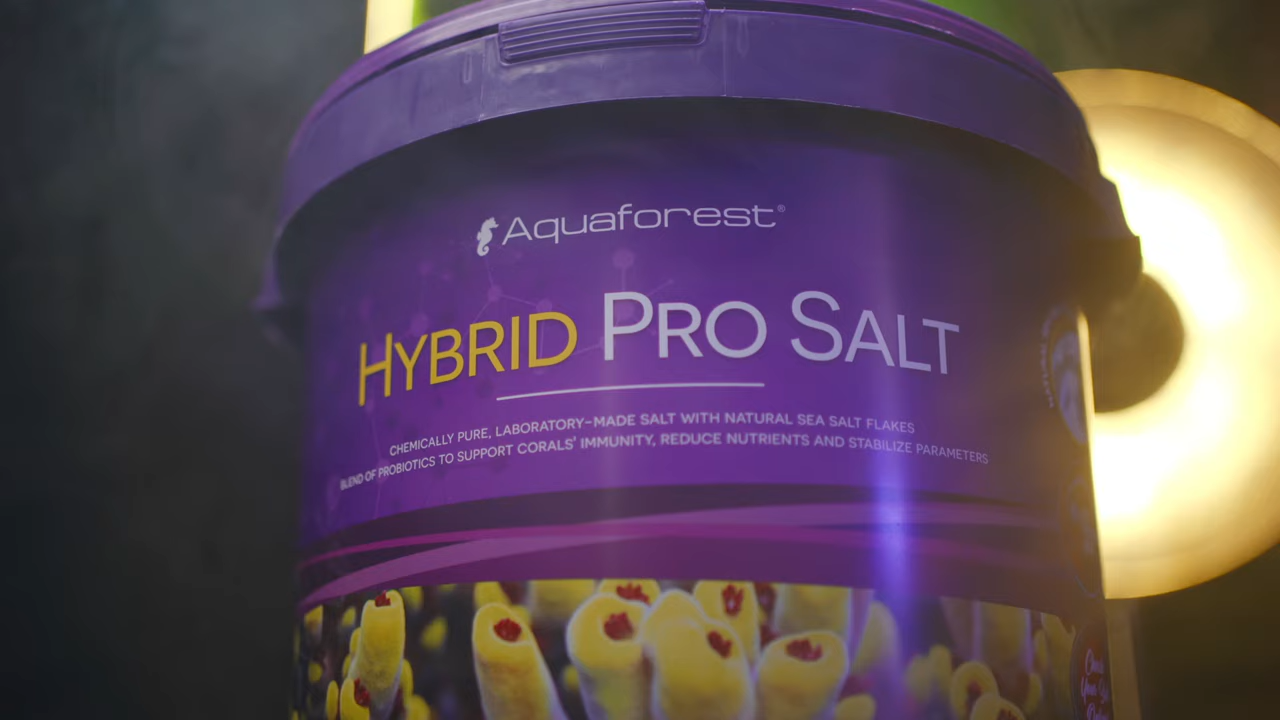 Aquaforest®
HYBRID PRO SALT
CHEMICALLY PURE, LABORATORY-MADE SALT WITH NATURAL SEA SALT FLAKES
BLEND OF PROBIOTICS TO SUPPORT CORALS' IMMUNITY, REDUCE NUTRIENTS AND STABILIZE PARAMETERS